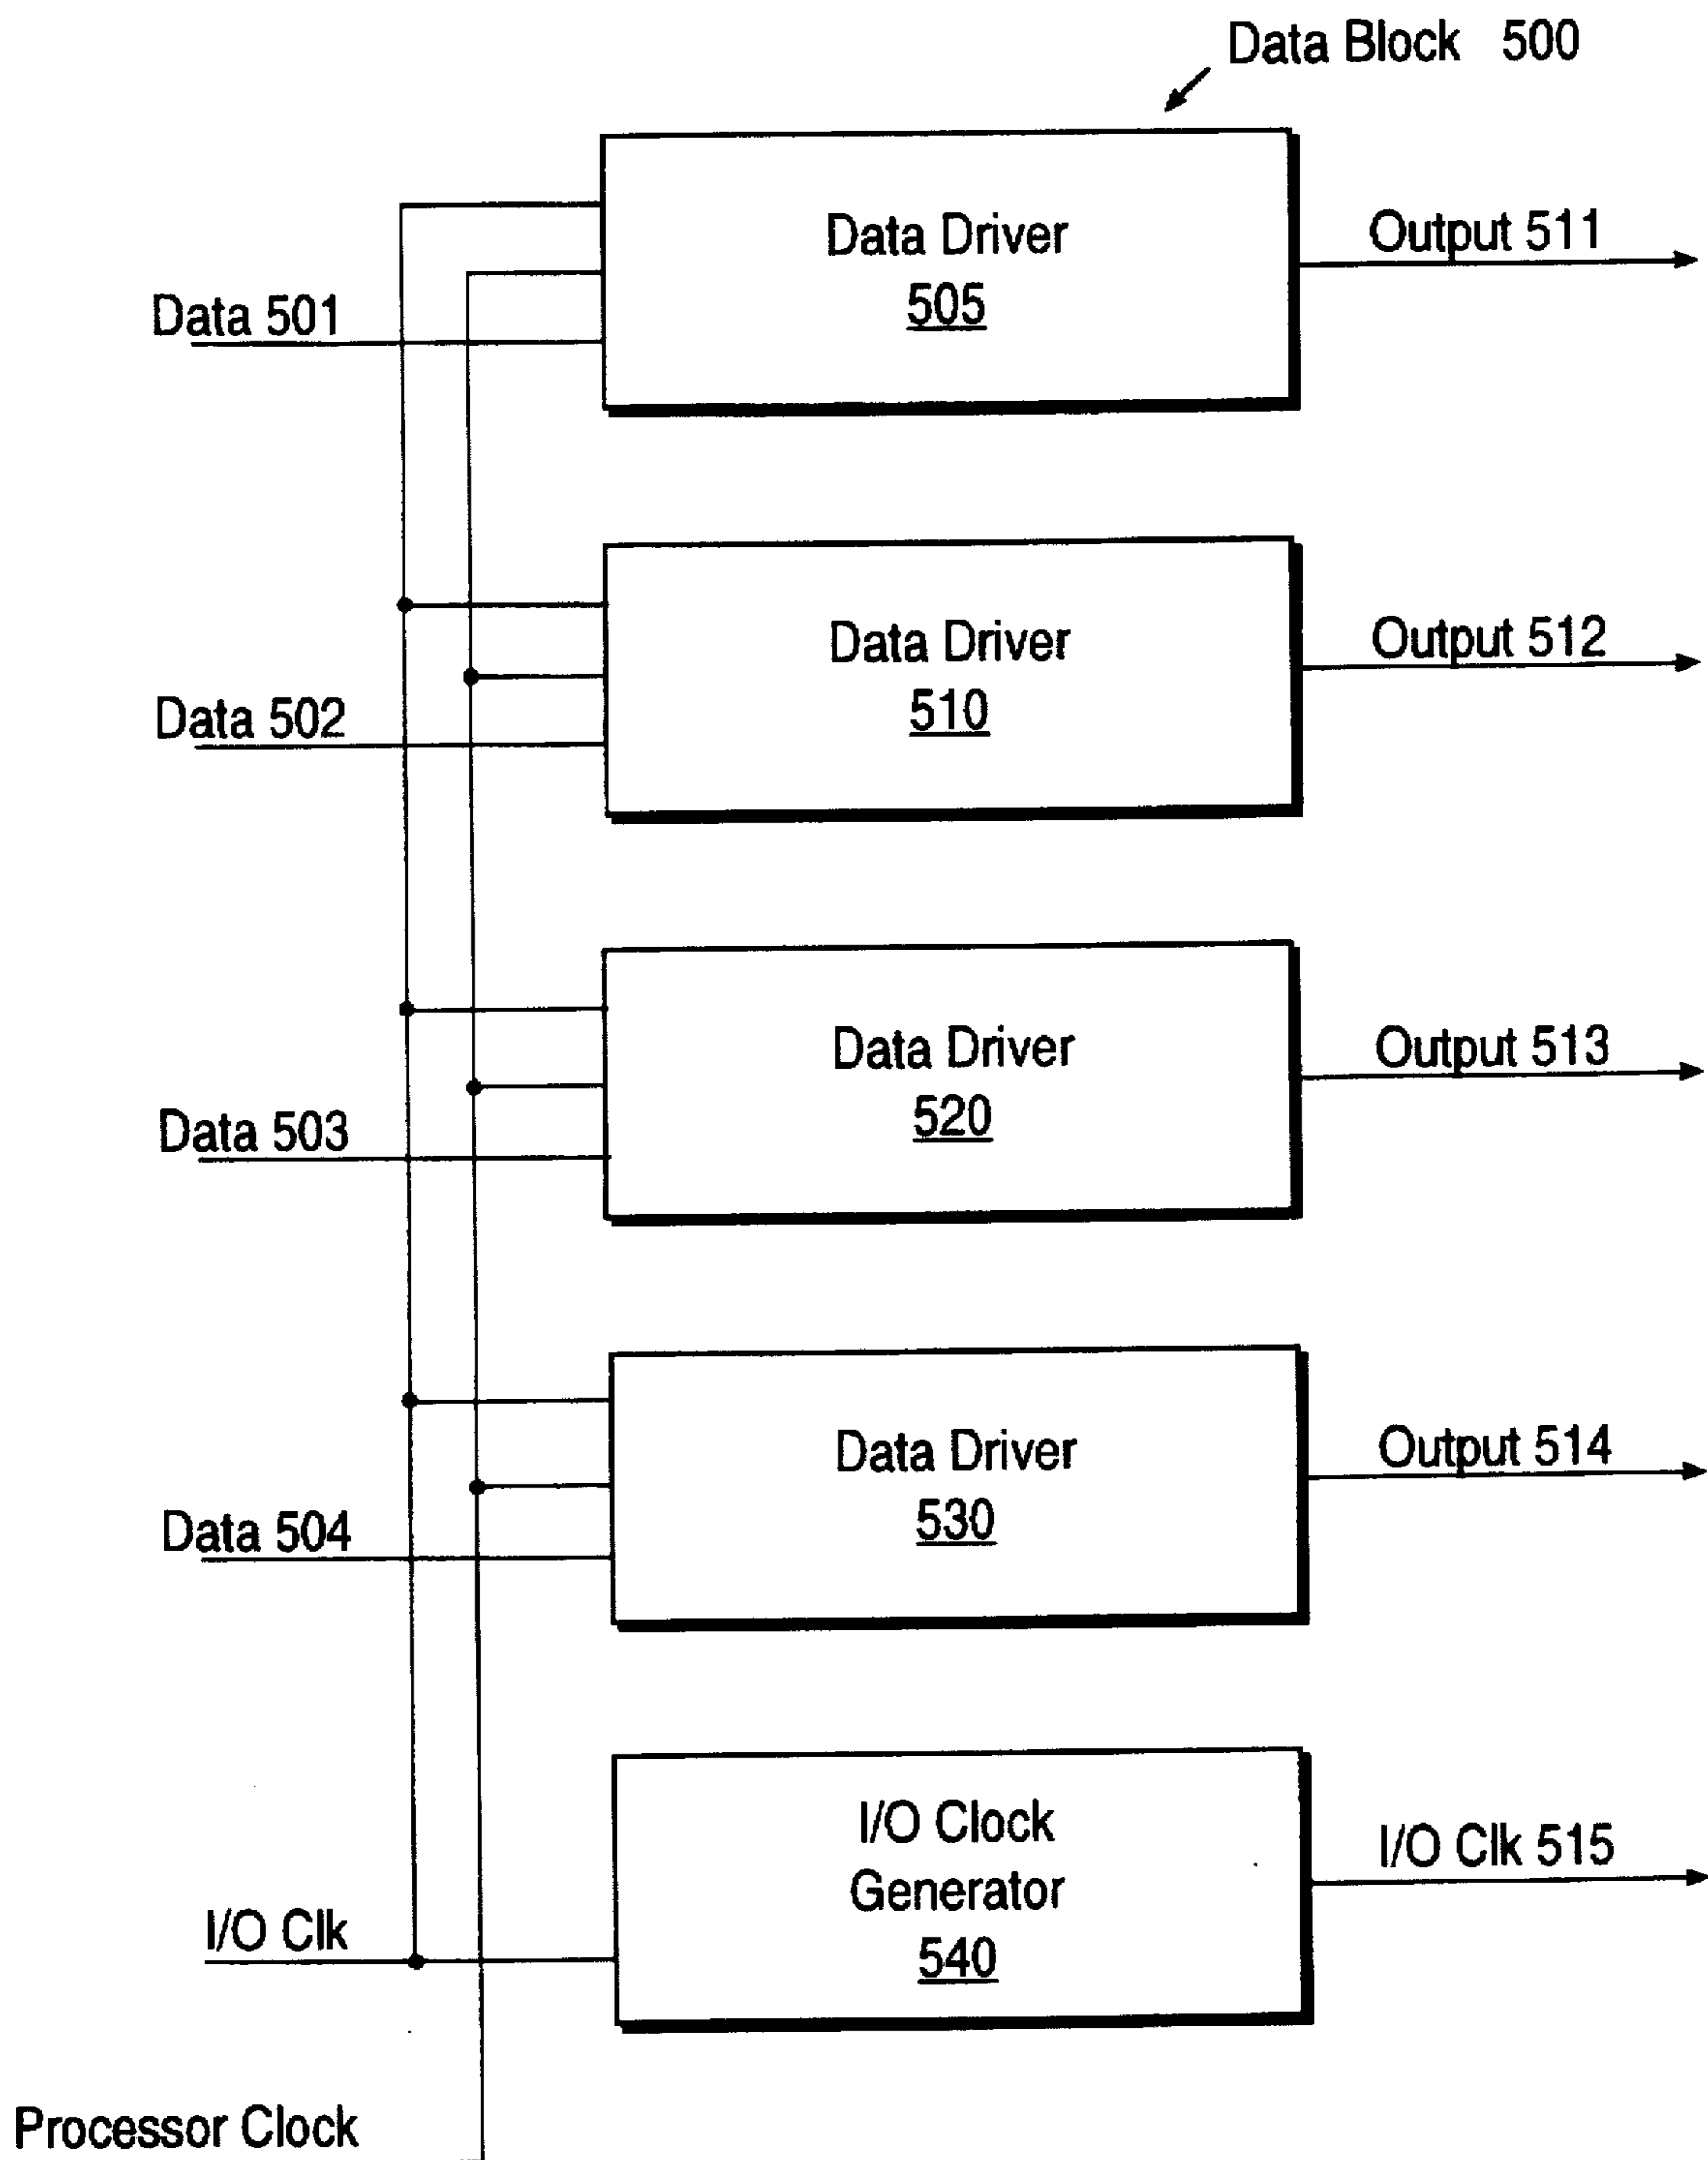 Data Block 500
Data Driver
505
Output 511
Data 501
Data Driver
510
Output 512
Data 502
Data Driver
520
Output 513
Data 503
Data Driver
530
Output 514
Data 504
I/O Clock
Generator
540
I/O Clk 515
I/O Clk
Processor Clock